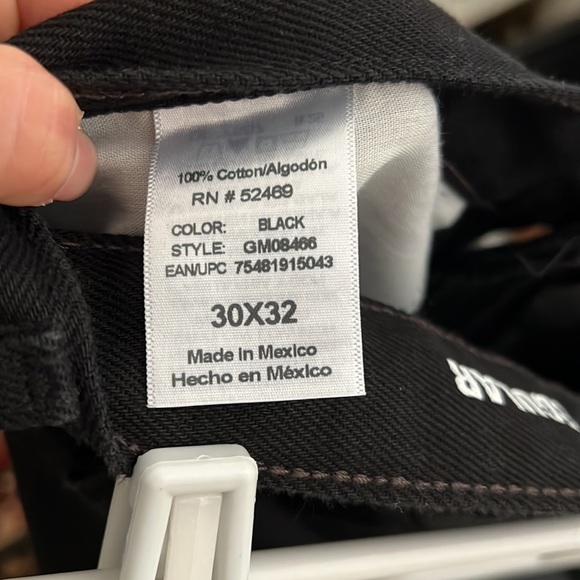 100% Cotton/Algodón
RN # 52469
COLOR: BLACK
STYLE: GM08466
EAN/UPC 75481915043
30X32
Made in Mexico
Hecho en México